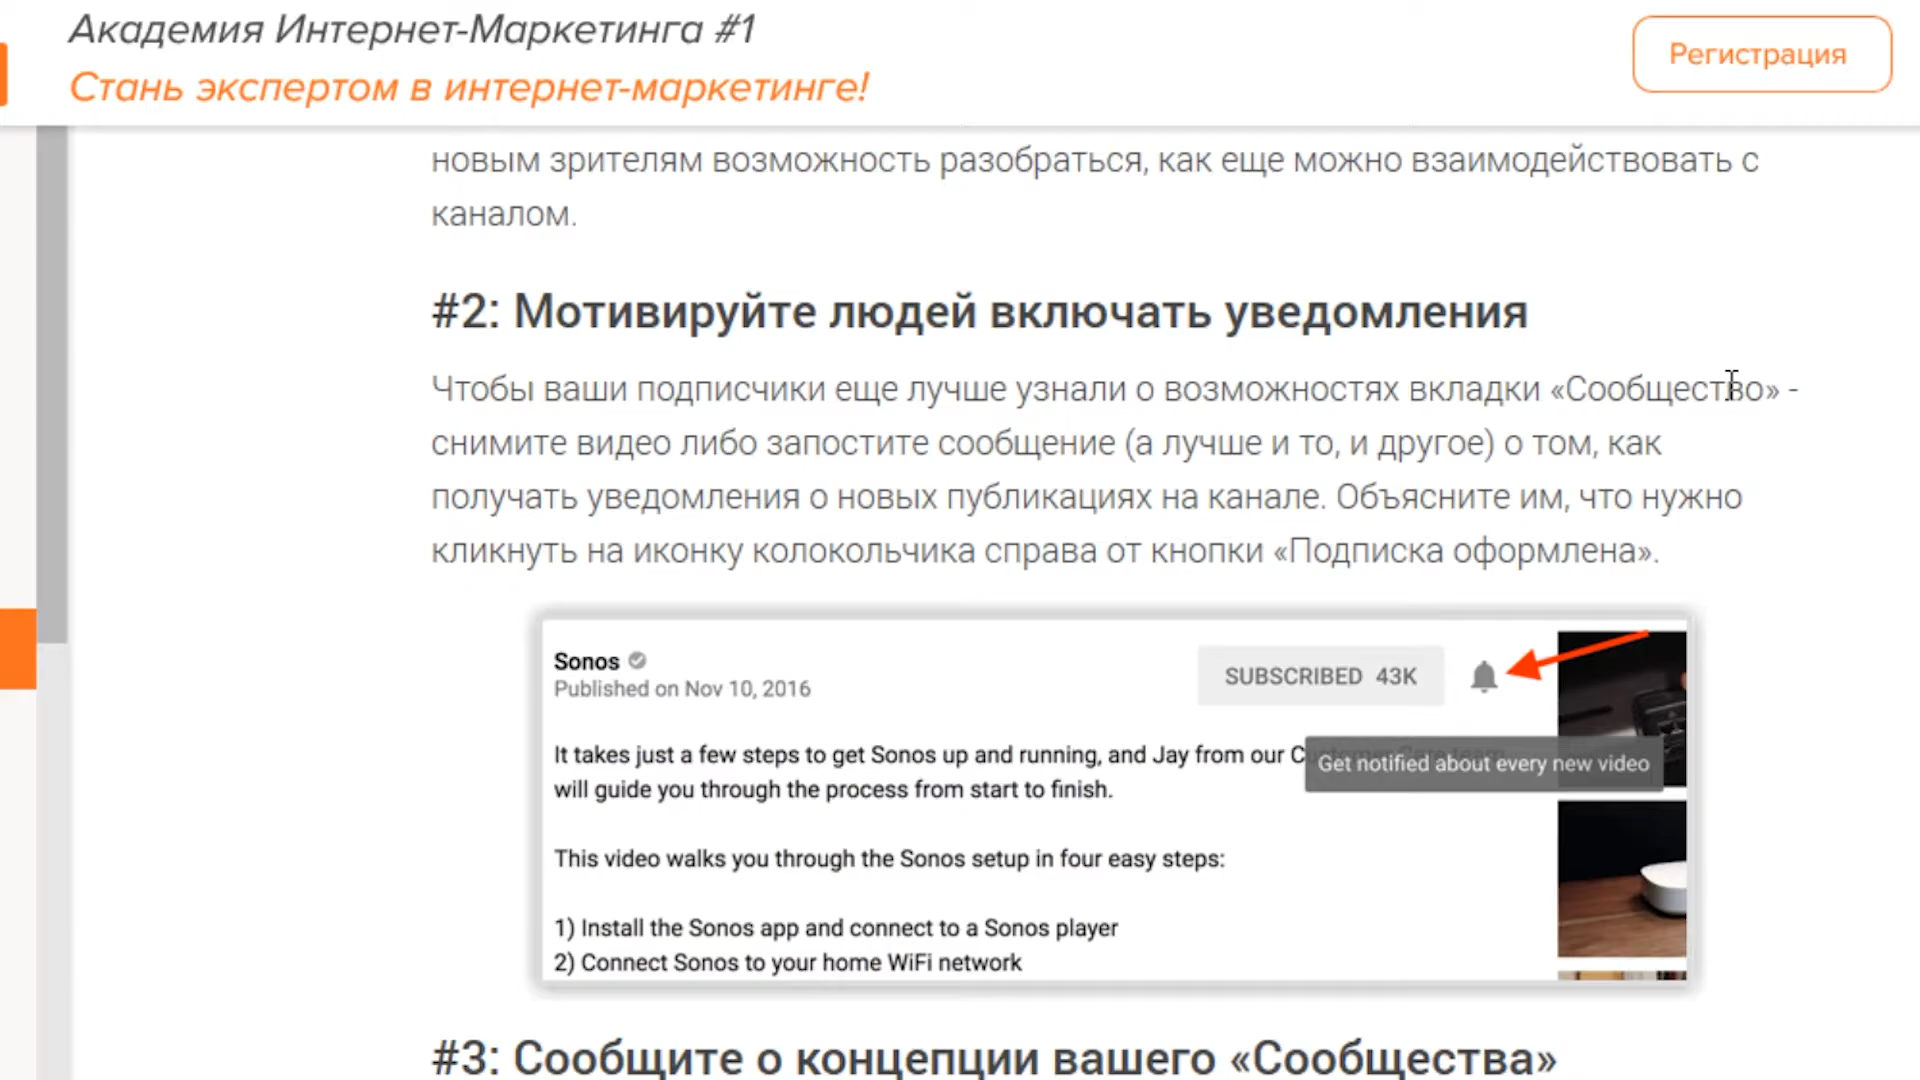 Академия Интернет-Маркетинга #1
Стань экспертом в интернет-маркетинге!
Регистрация
новым зрителям возможность разобраться, как еще можно взаимодействовать с
каналом.
#2: Мотивируйте людей включать уведомления
Чтобы ваши подписчики еще лучше узнали о возможностях вкладки «Сообщество» -
снимите видео либо запостите сообщение (а лучше и то, и другое) о том, как
получать уведомления о новых публикациях на канале. Объясните им, что нужно
кликнуть на иконку колокольчика справа от кнопки «Подписка оформлена».
Sonos
Published on Nov 10, 2016
SUBSCRIBED 43K
It takes just a few steps to get Sonos up and running, and Jay from our Customer Care team
Get notified about every new video
will guide you through the process from start to finish.
This video walks you through the Sonos setup in four easy steps:
1) Install the Sonos app and connect to a Sonos player
2) Connect Sonos to your home WiFi network
#3: Сообщите о концепции вашего «Сообщества»